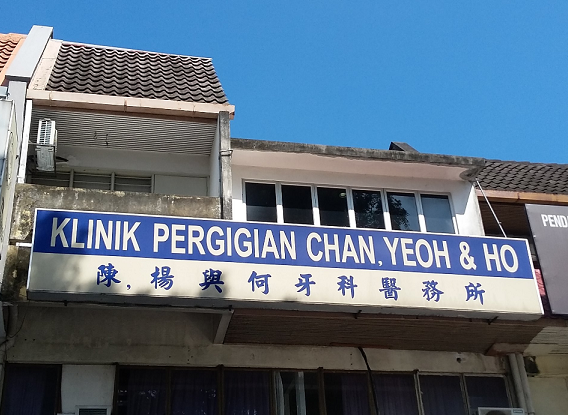 KLINIK PERGIGIAN CHAN, YEOH & HO
陳, 楊與何牙科醫務所